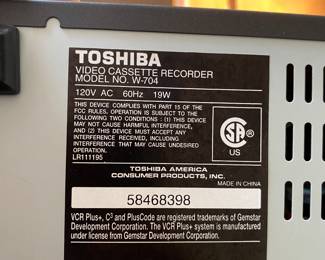 TOSHIBA
VIDEO CASSETTE RECORDER
MODEL NO. W-704
120V AC 60Hz 19W
THIS DEVICE COMPLIES WITH PART 15 OF THE
FCC RULES. OPERATION IS SUBJECT TO THE
FOLLOWING TWO CONDITIONS: (1) THIS DEVICE
MAY NOT CAUSE HARMFUL INTERFERENCE,
AND (2) THIS DEVICE MUST ACCEPT
ANY INTERFERENCE RECEIVED,
INCLUDING INTERFERENCE THAT MAY CAUSE
UNDESIRED OPERATION.
LR111195
SA
US
TOSHIBA AMERICA
CONSUMER PRODUCTS, INC.
MADE IN CHINA
58468398
VCR Plus+, C³ and PlusCode are registered trademarks of Gemstar
Development Corporation. The VCR Plus+ system is manufactured
under license from Gemstar Development Corporation.